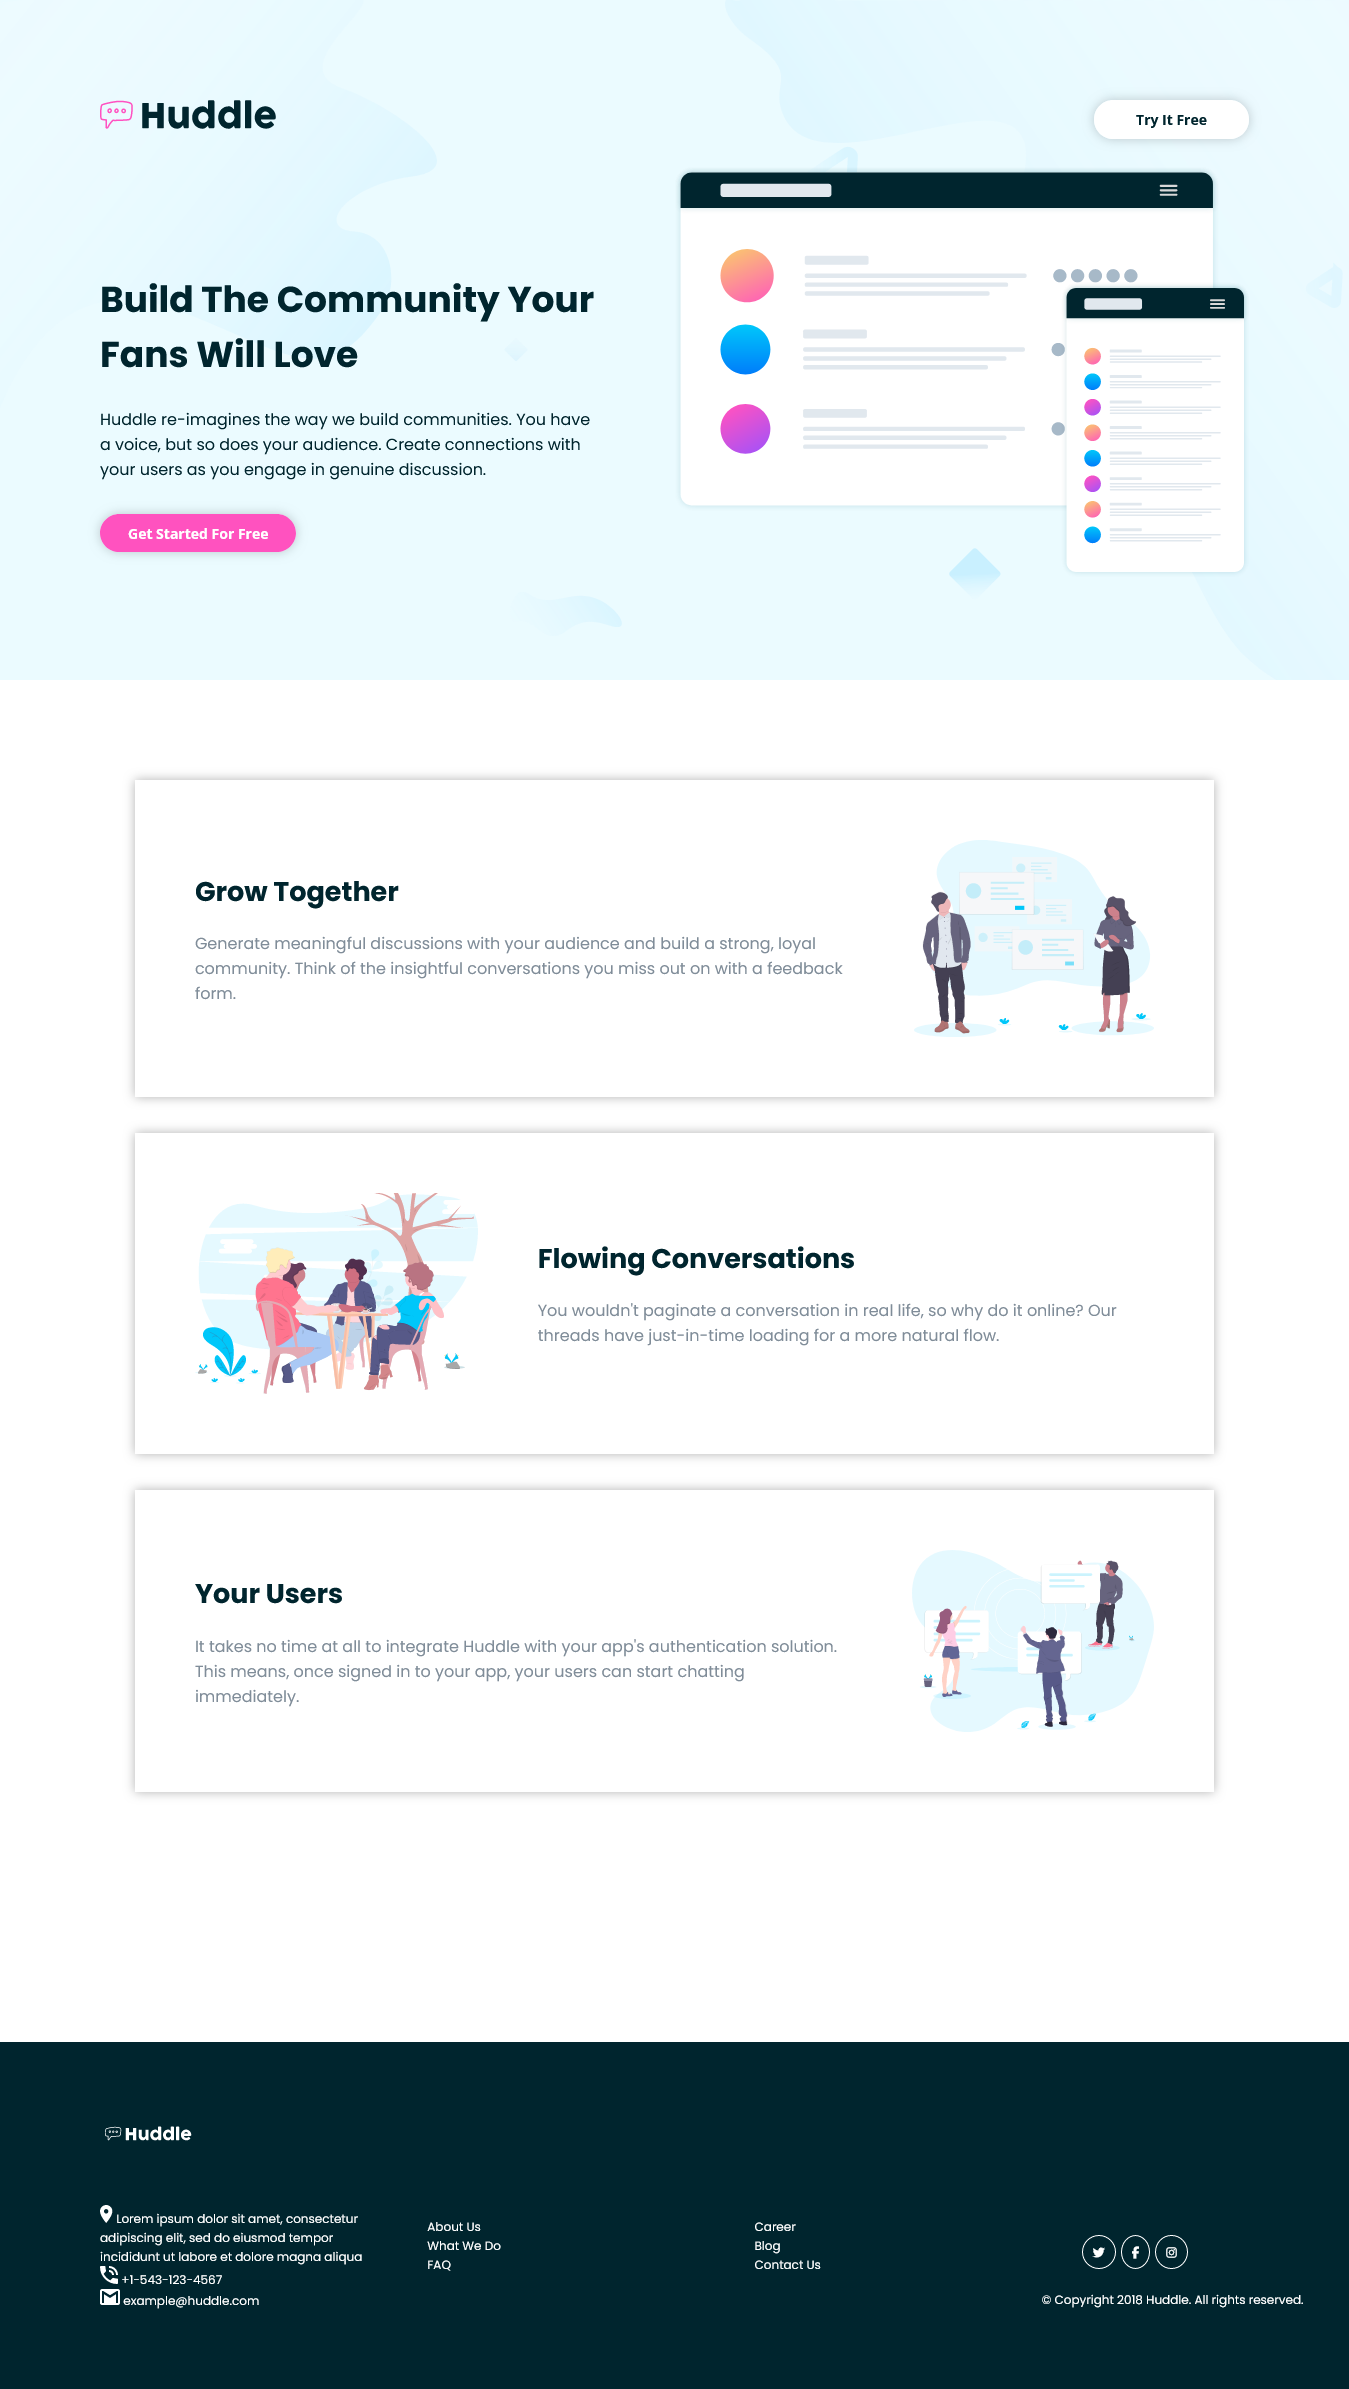 Huddle
Try It Free
Build The Community Your
Fans Will Love
Huddle re-imagines the way we build communities. You have
a voice, but so does your audience. Create connections with
your users as you engage in genuine discussion.
Get Started For Free
Grow Together
Generate meaningful discussions with your audience and build a strong, loyal
community. Think of the insightful conversations you miss out on with a feedback
form.
Flowing Conversations
You wouldn't paginate a conversation in real life, so why do it online? Our
threads have just-in-time loading for a more natural flow.
Your Users
It takes no time at all to integrate Huddle with your app's authentication solution.
This means, once signed in to your app, your users can start chatting
immediately.
Huddle
Lorem ipsum dolor sit amet, consectetur
adipiscing elit, sed do eiusmod tempor
incididunt ut labore et dolore magna aliqua
+1-543-123-4567
example@huddle.com
About Us
What We Do
FAQ
Career
Blog
Contact Us
© Copyright 2018 Huddle. All rights reserved.